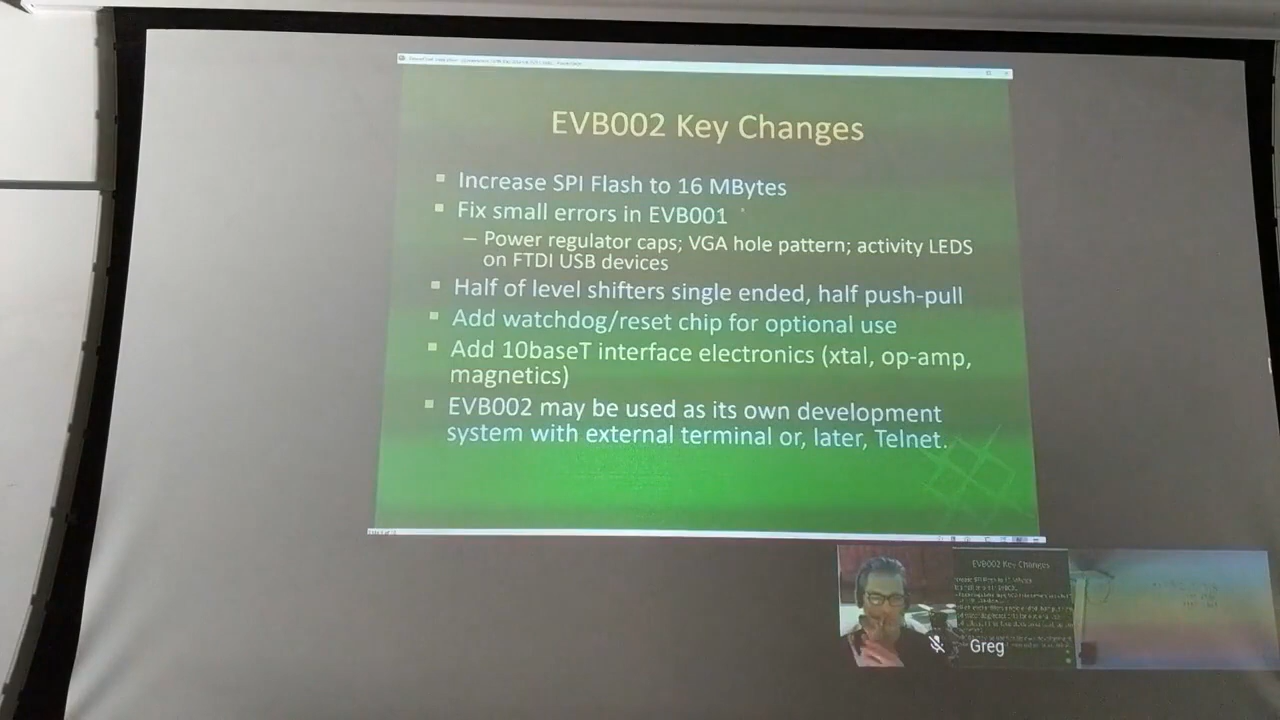 EVB002 Key Changes
Increase SPI Flash to 16 MBytes
Fix small errors in EVB001
– Power regulator caps; VGA hole pattern; activity LEDS
on FTDI USB devices
Half of level shifters single ended, half push-pull
Add watchdog/reset chip for optional use
Add 10baseT interface electronics (xtal, op-amp,
magnetics)
EVB002 may be used as its own development
system with external terminal or, later, Telnet.
EVB002 Key Changes
Greg